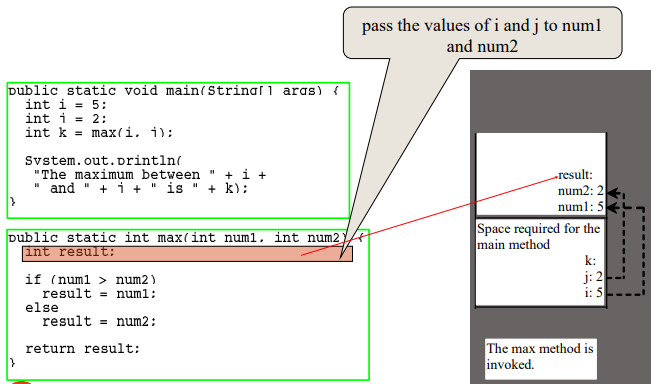 pass the values of i and j to num1
and num2
public static void main(String[] args) {
int i = 5;
int j = 2;
int k = max(i, j);
System.out.println(
"The maximum between " + i +
" and " + j + " is " + k);
}
public static int max(int num1, int num2) {
int result;
if (num1 > num2)
result = num1;
else
result = num2;
return result;
}
result:
num2: 2
num1: 5
Space required for the
main method
k:
j: 2
i: 5
The max method is
invoked.